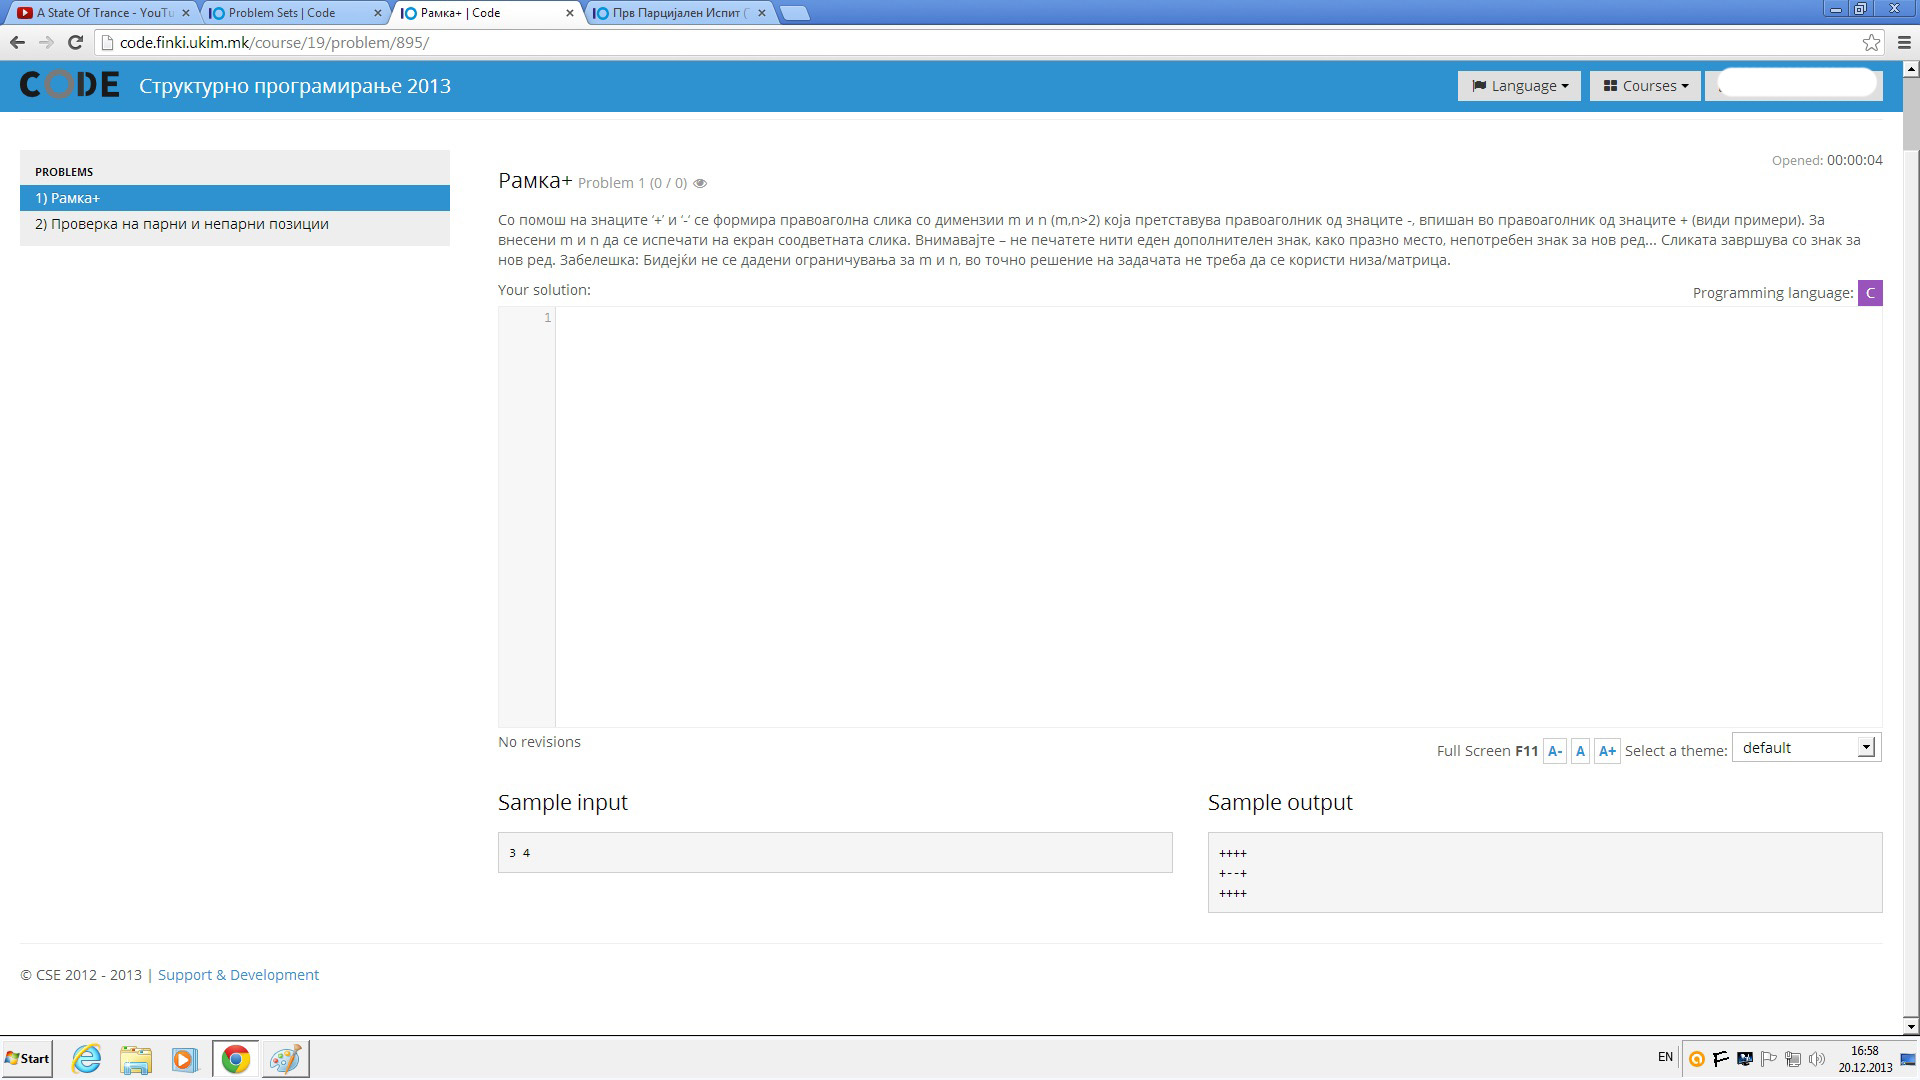 A State Of Trance - YouTu
Problem Sets | Code
Рамка+ | Code
Прв Парцијален Испит (
code.finki.ukim.mk/course/19/problem/895/
CODE
Структурно програмирање 2013
Language
Courses
PROBLEMS
1) Рамка+
2) Проверка на парни и непарни позиции
Opened: 00:00:04
Рамка+ Problem 1 (0 / 0)
Со помош на знаците ‘+’ и ‘-‘ се формира правоаголна слика со димензии m и n (m,n>2) која претставува правоаголник од знаците -, впишан во правоаголник од знаците + (види примери). За
внесени m и n да се испечати на екран соодветната слика. Внимавајте – не печатете нити еден дополнителен знак, како празно место, непотребен знак за нов ред... Сликата завршува со знак за
нов ред. Забелешка: Бидејќи не се дадени ограничувања за m и n, во точно решение на задачата не треба да се користи низа/матрица.
Your solution:
Programming language: C
1
No revisions
Full Screen F11 A- A A+ Select a theme: default
Sample input
3 4
Sample output
++++
+--+
++++
© CSE 2012 - 2013 | Support & Development
Start
EN
16:58
20.12.2013